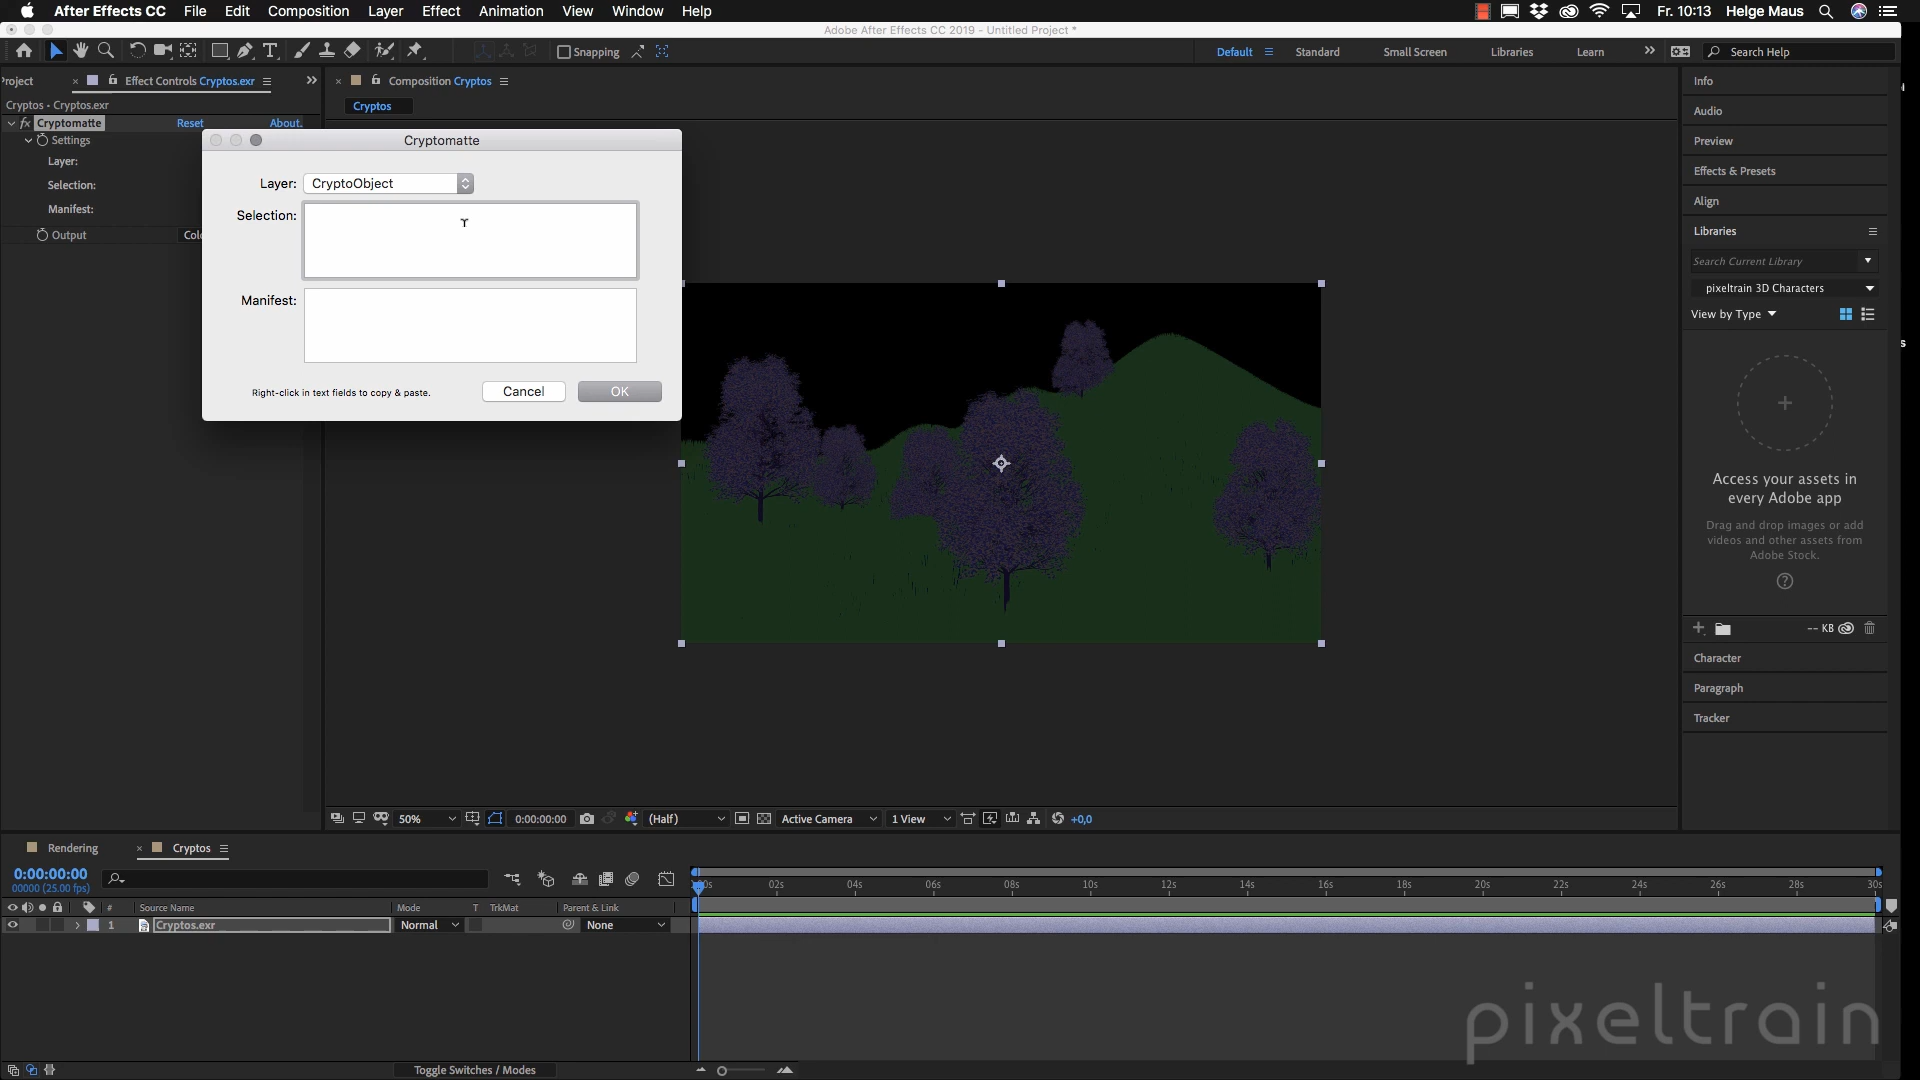 After Effects CC File Edit Composition Layer Effect Animation View Window Help Fr. 10:13 Helge Maus
Adobe After Effects CC 2019 - Untitled Project *
Snapping Default Standard Small Screen Libraries Learn Search Help
Project Effect Controls Cryptos.exr Composition Cryptos
Cryptos • Cryptos.exr
Cryptos
fx Cryptomatte Reset About.
Settings
Layer:
Selection:
Manifest:
Output Colo
Cryptomatte
Layer: CryptoObject
Selection:
Manifest:
Right-click in text fields to copy & paste. Cancel OK
Info
Audio
Preview
Effects & Presets
Align
Libraries
Search Current Library
pixeltrain 3D Characters
View by Type
Access your assets in
every Adobe app
Drag and drop images or add
videos and other assets from
Adobe Stock.
-- KB
Character
Paragraph
Tracker
50% 0:00:00:00 (Half) Active Camera 1 View +0,0
Rendering Cryptos
0:00:00:00
00000 (25.00 fps)
02s 04s 06s 08s 10s 12s 14s 16s 18s 20s 22s 24s 26s 28s 30s
# Source Name Mode T TrkMat Parent & Link
1 Cryptos.exr Normal None
pixeltrain
Toggle Switches / Modes